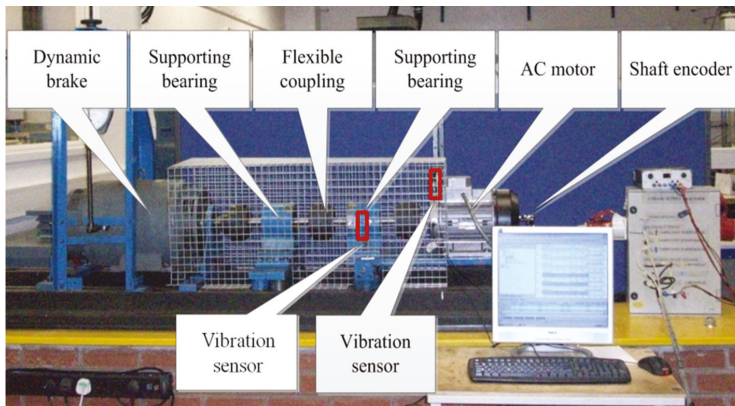 Dynamic
brake
Supporting
bearing
Flexible
coupling
Supporting
bearing
AC motor
Shaft encoder
Vibration
sensor
Vibration
sensor